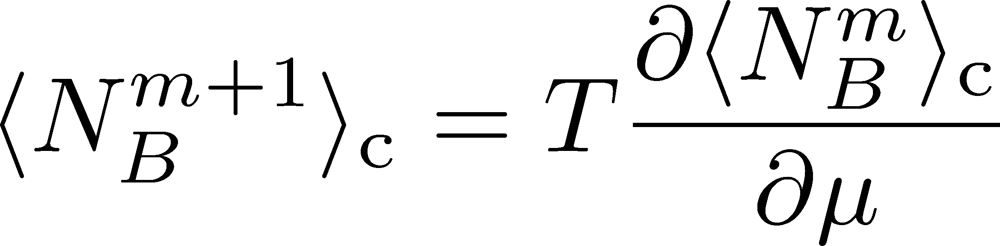 ⟨N_B^{m+1}⟩_c = T ∂⟨N_B^m⟩_c / ∂μ